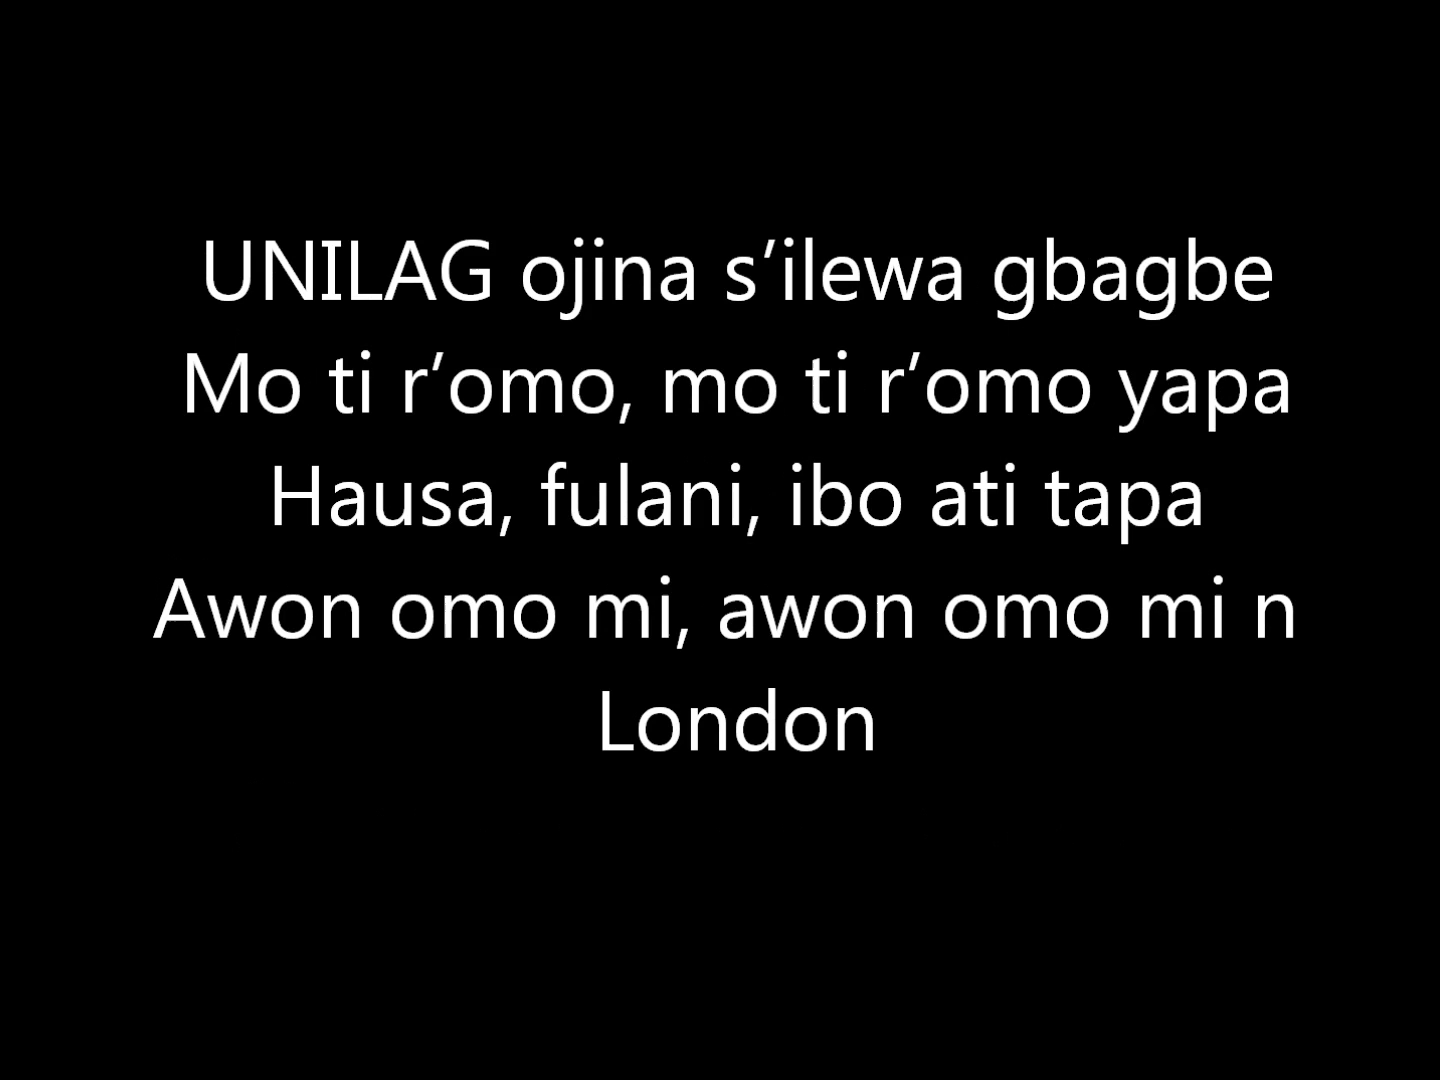 UNILAG ojina s’ilewa gbagbe
Mo ti r’omo, mo ti r’omo yapa
Hausa, fulani, ibo ati tapa
Awon omo mi, awon omo mi n
London